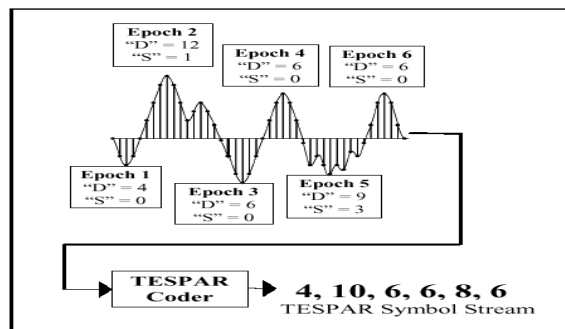 Epoch 2
“D” = 12
“S” = 1
Epoch 4
“D” = 6
“S” = 0
Epoch 6
“D” = 6
“S” = 0
Epoch 1
“D” = 4
“S” = 0
Epoch 3
“D” = 6
“S” = 0
Epoch 5
“D” = 9
“S” = 3
TESPAR
Coder
4, 10, 6, 6, 8, 6
TESPAR Symbol Stream